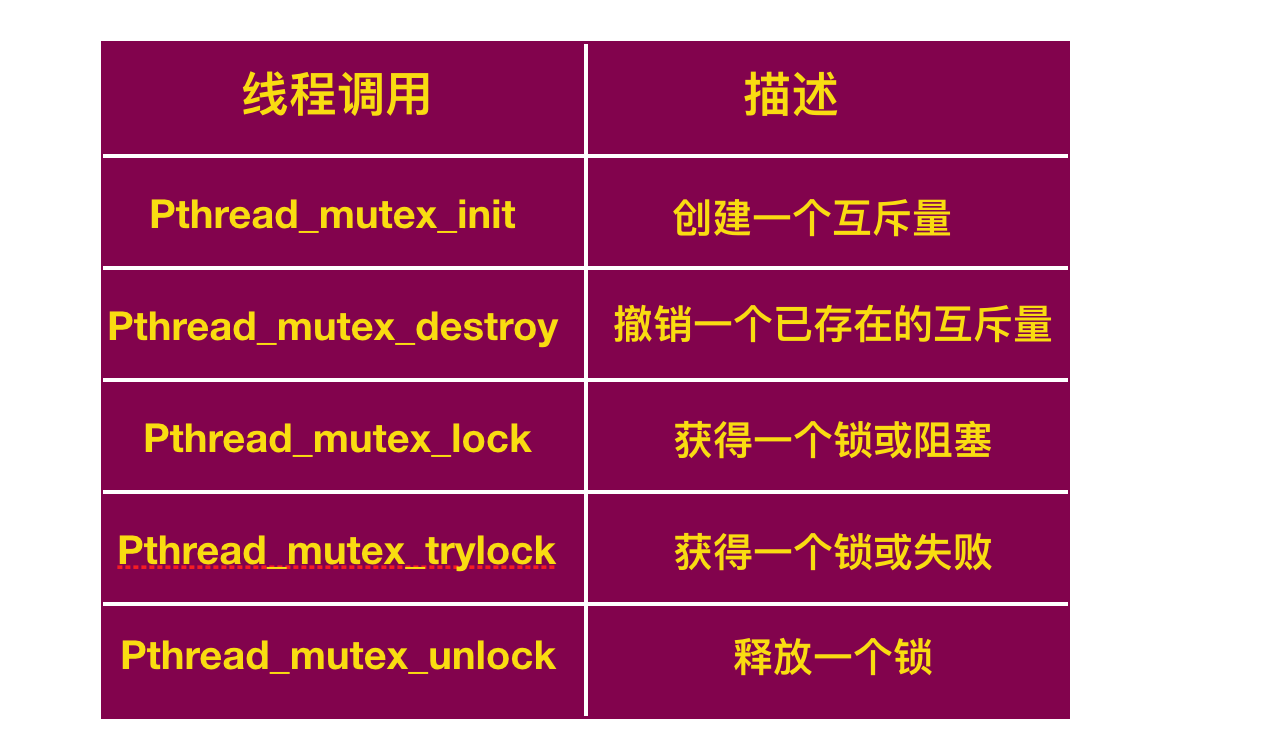 线程调用 描述
Pthread_mutex_init 创建一个互斥量
Pthread_mutex_destroy 撤销一个已存在的互斥量
Pthread_mutex_lock 获得一个锁或阻塞
Pthread_mutex_trylock 获得一个锁或失败
Pthread_mutex_unlock 释放一个锁